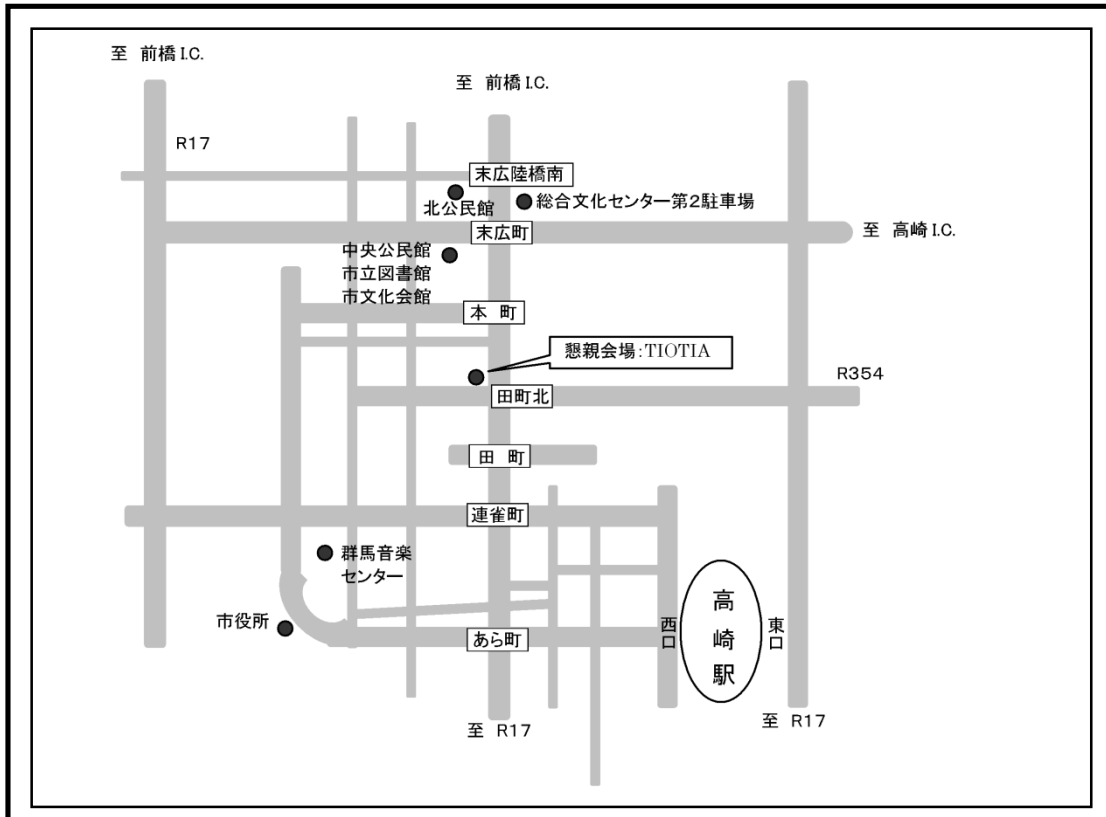 至 前橋I.C.
至 前橋I.C.
R17
末広陸橋南
北公民館
総合文化センター第2駐車場
末広町
至 高崎I.C.
中央公民館
市立図書館
市文化会館
本 町
懇親会場:TIOTIA
R354
田町北
田 町
連雀町
群馬音楽
センター
高崎駅
市役所
あら町
西口
東口
至 R17
至 R17